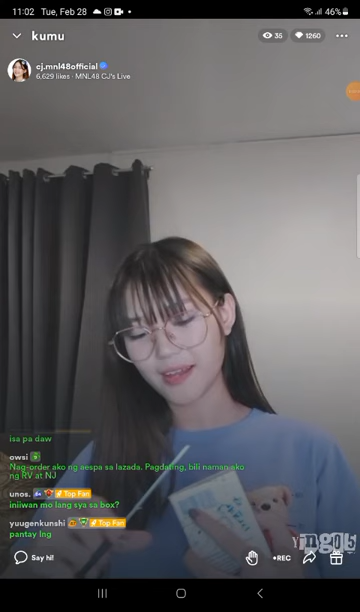 11:02 Tue, Feb 28 46%
kumu 35 1260
cj.mnl48official
6,629 likes · MNL48 CJ's Live
isa pa daw
owsi
Nag-order ako ng aespa sa lazada. Pagdating, bili naman ako
ng RV at NJ
unos. Top Fan
iniiwan mo lang sya sa box?
yuugenkunshi Top Fan
pantay lng
Say hi! •REC